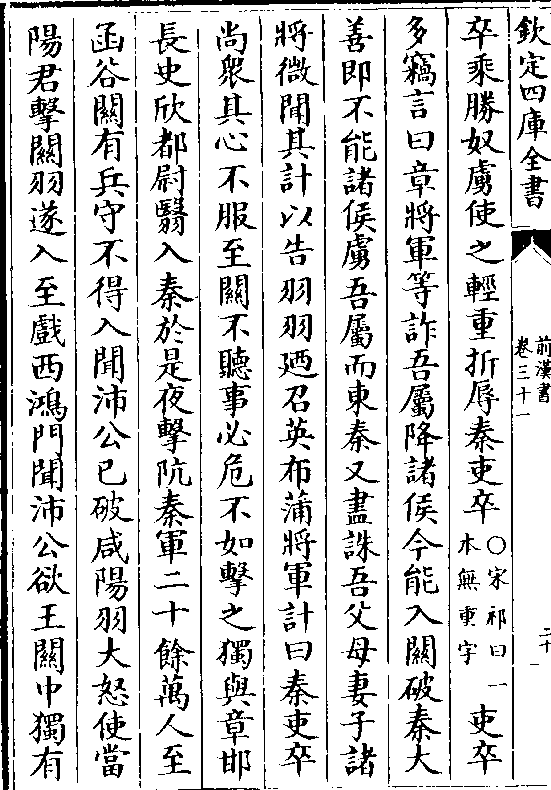 欽定四庫全書
前漢書
卷三十一
二十一
卒乘勝奴虜使之輕重折辱秦吏卒
○宋祁曰一
本無吏字
吏卒
多竊言曰章將軍等詐吾屬降諸侯今能入關破秦大
善即不能諸侯虜吾屬而東秦又盡誅吾父母妻子諸
將微聞其計以告羽羽廼召英布蒲將軍計曰秦吏卒
尚衆其心不服至關不聽事必危不如擊之獨與章邯
長史欣都尉翳入秦於是夜擊阬秦軍二十餘萬人至
函谷關有兵守不得入聞沛公已破咸陽羽大怒使當
陽君擊關羽遂入至戲西鴻門聞沛公欲王關中獨有